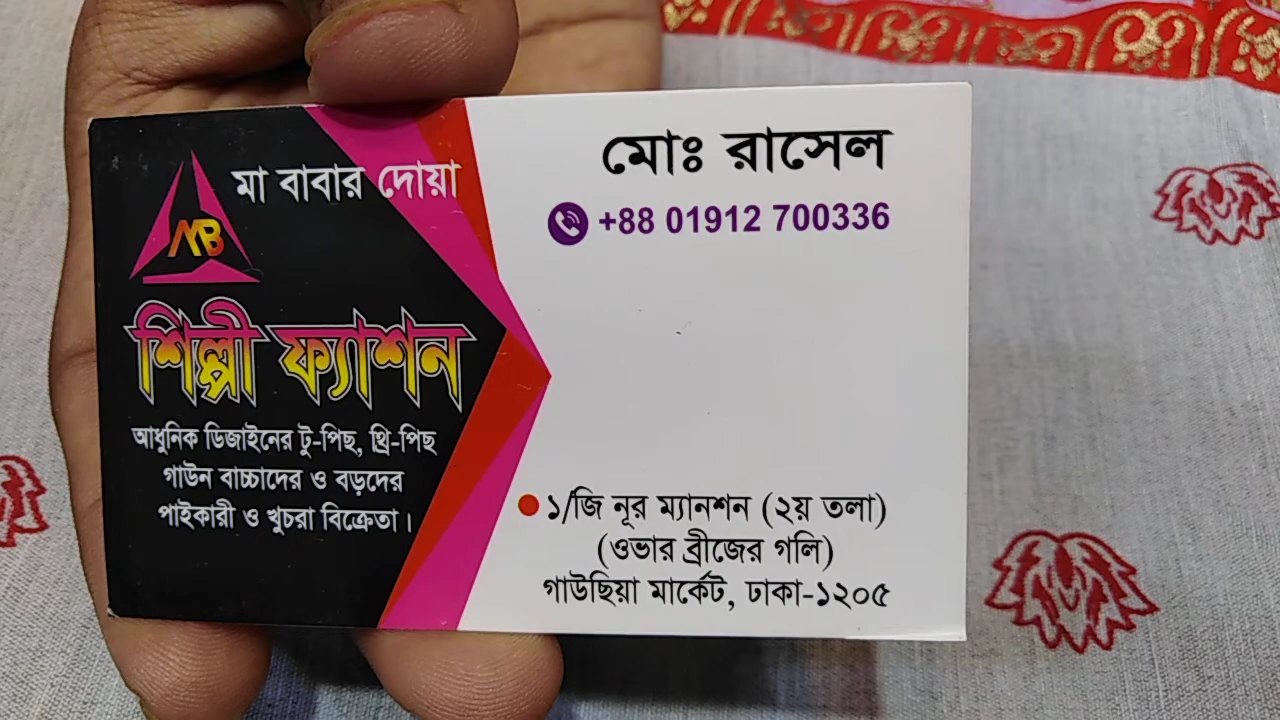 মা বাবার দোয়া
MB
শিল্পী ফ্যাশন
আধুনিক ডিজাইনের টু-পিছ, থ্রি-পিছ
গাউন বাচ্চাদের ও বড়দের
পাইকারী ও খুচরা বিক্রেতা।
মোঃ রাসেল
+88 01912 700336
১/জি নূর ম্যানশন (২য় তলা)
(ওভার ব্রীজের গলি)
গাউছিয়া মার্কেট, ঢাকা-১২০৫